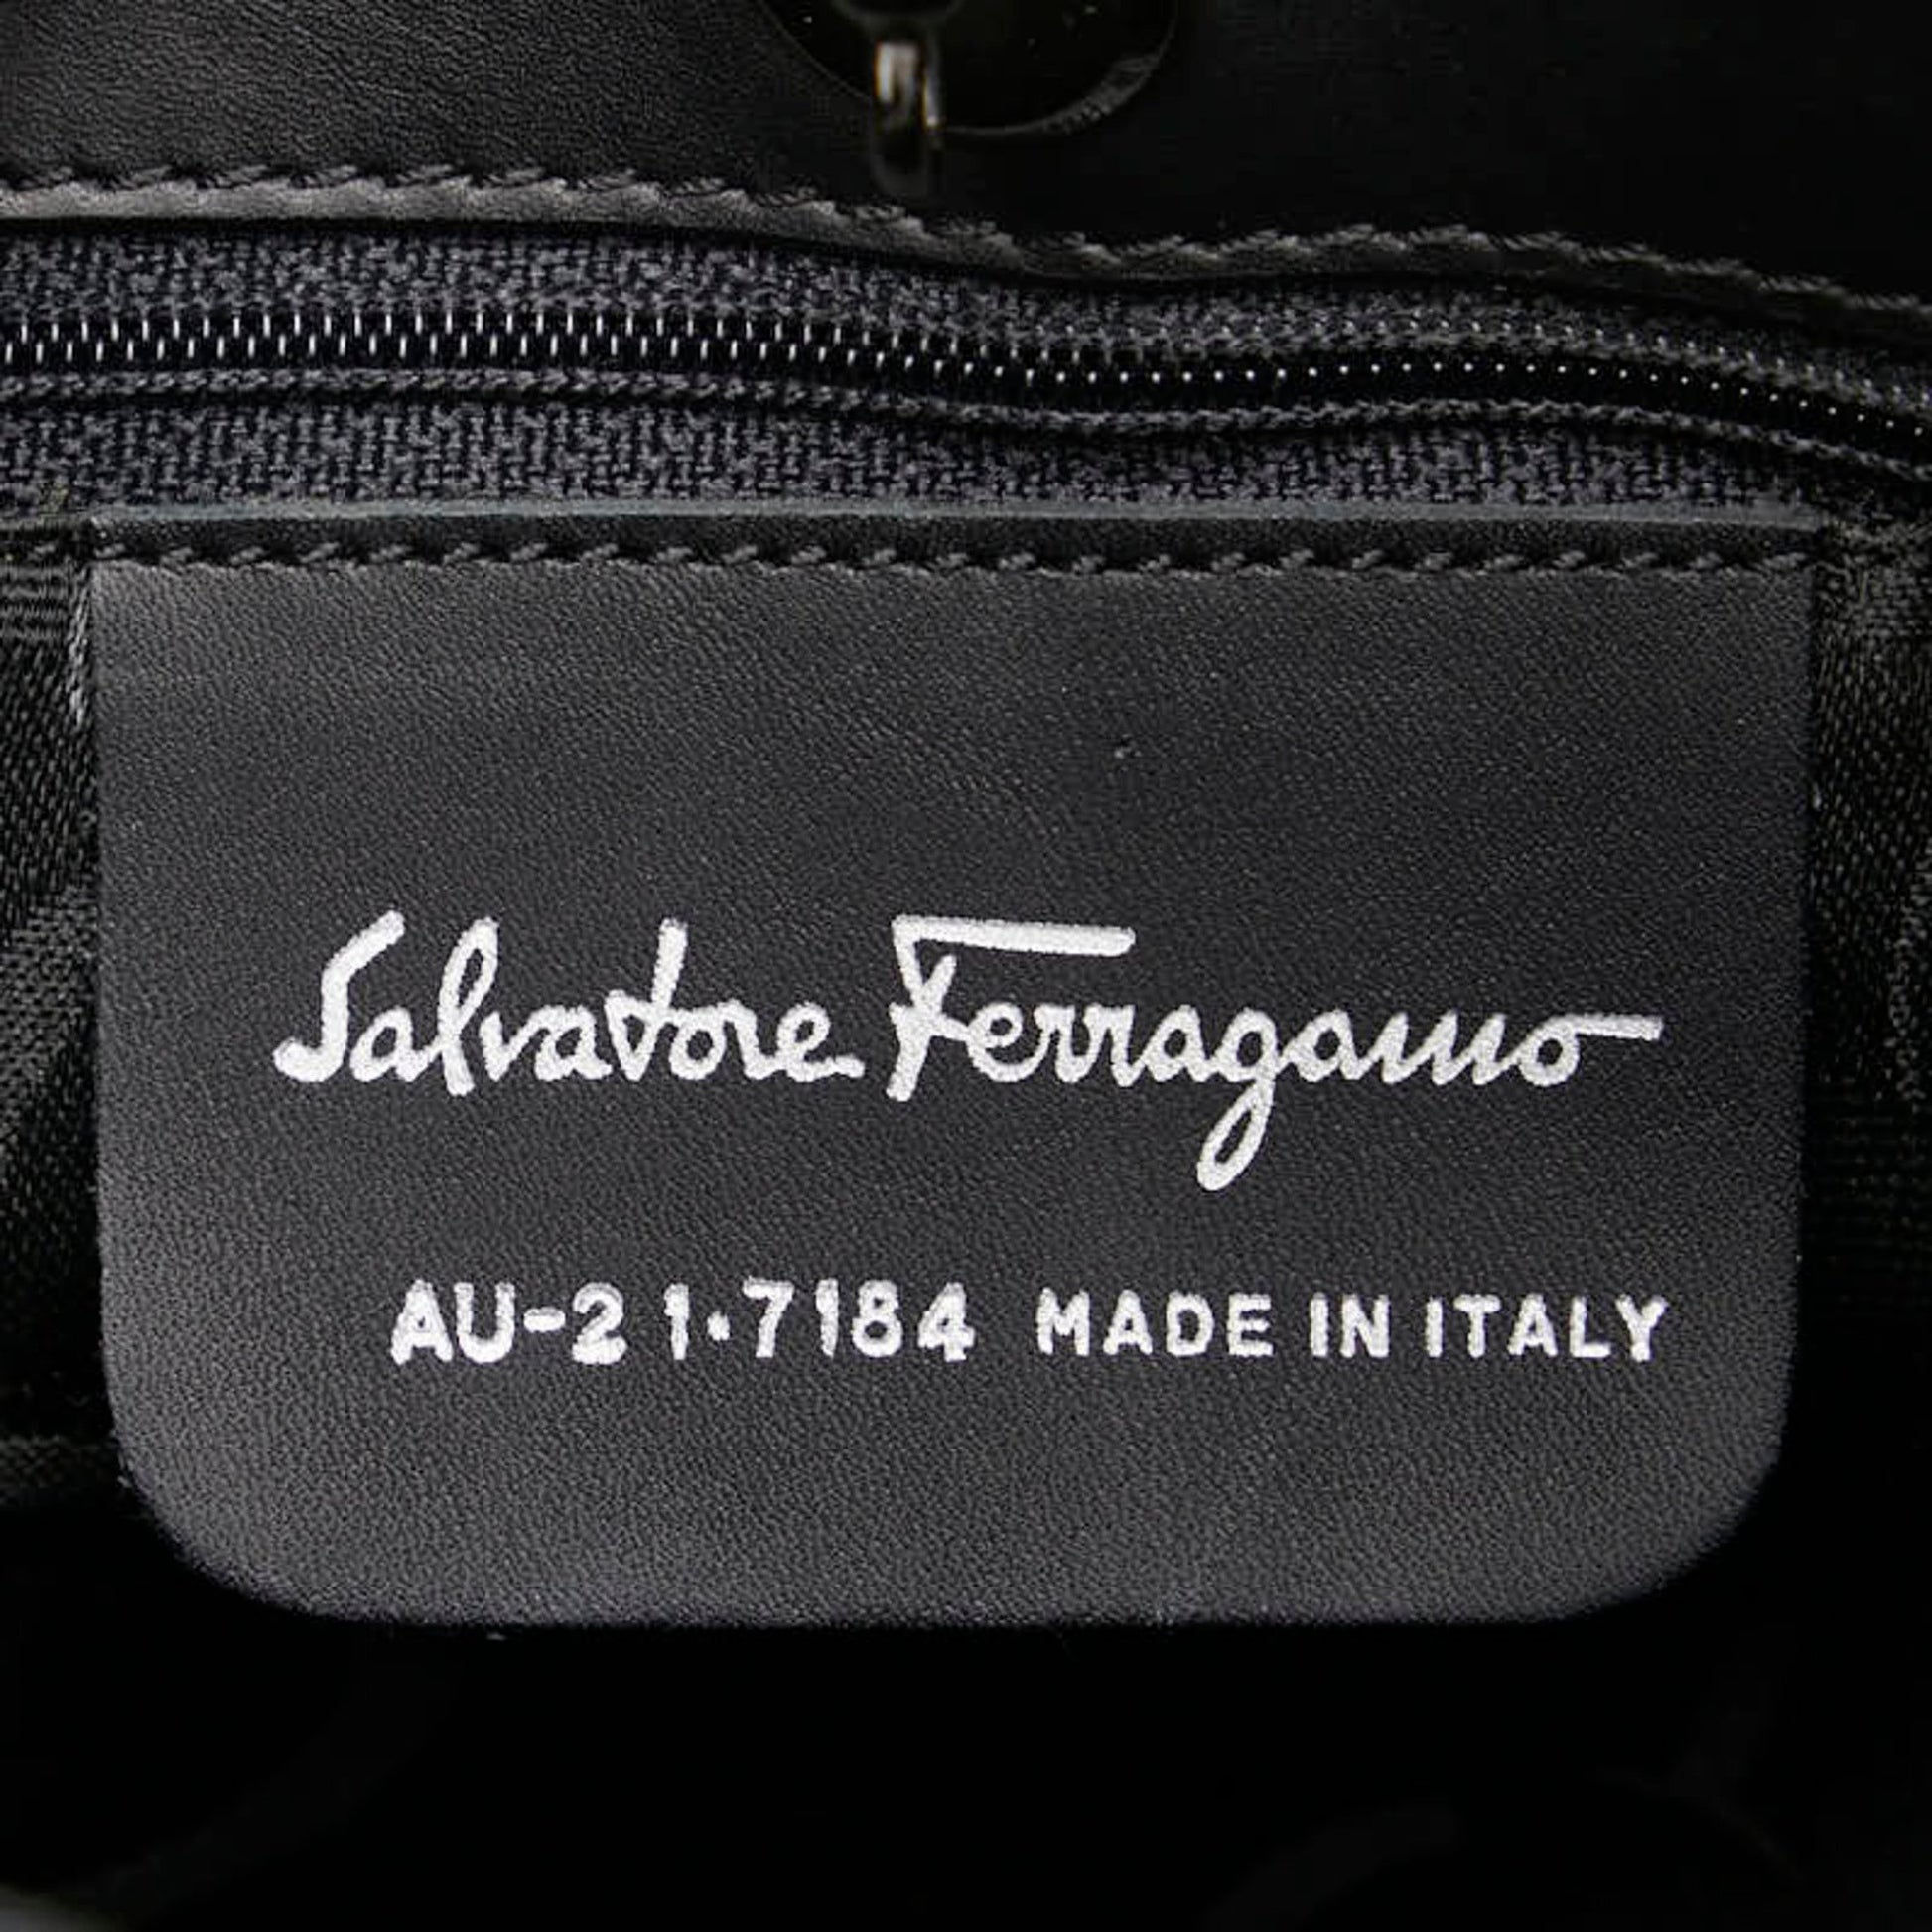 Salvatore Ferragamo
AU-21·7184 MADE IN ITALY